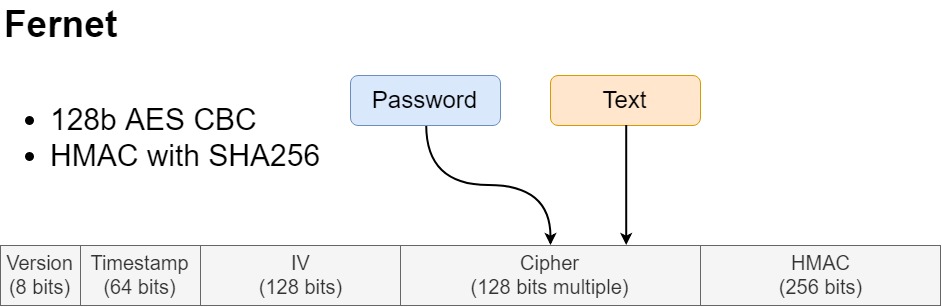 Fernet
• 128b AES CBC
• HMAC with SHA256
Password
Text
Version
(8 bits)
Timestamp
(64 bits)
IV
(128 bits)
Cipher
(128 bits multiple)
HMAC
(256 bits)